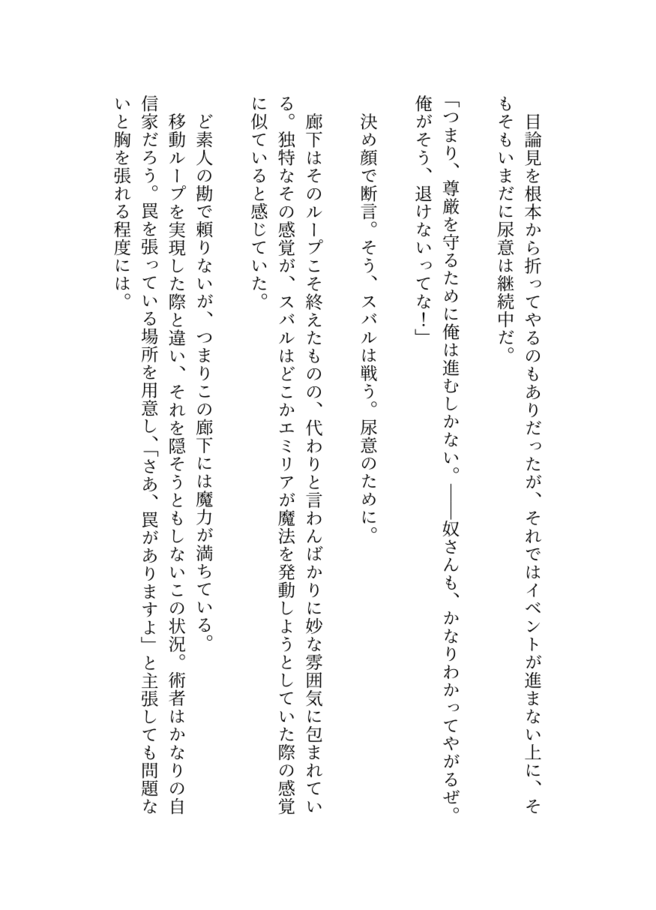 目論見を根本から折ってやるのもありだったが、それではイベントが進まない上に、そ
もそもいまだに尿意は継続中だ。
「つまり、尊厳を守るために俺は進むしかない。――奴さんも、かなりわかってやがるぜ。
俺がそう、退けないってな！」
決め顔で断言。そう、スバルは戦う。尿意のために。
廊下はそのループこそ終えたものの、代わりと言わんばかりに妙な雰囲気に包まれてい
る。独特なその感覚が、スバルはどこかエミリアが魔法を発動しようとしていた際の感覚
に似ていると感じていた。
ど素人の勘で頼りないが、つまりこの廊下には魔力が満ちている。
移動ループを実現した際と違い、それを隠そうともしないこの状況。術者はかなりの自
信家だろう。罠を張っている場所を用意し、「さあ、罠がありますよ」と主張しても問題な
いと胸を張れる程度には。